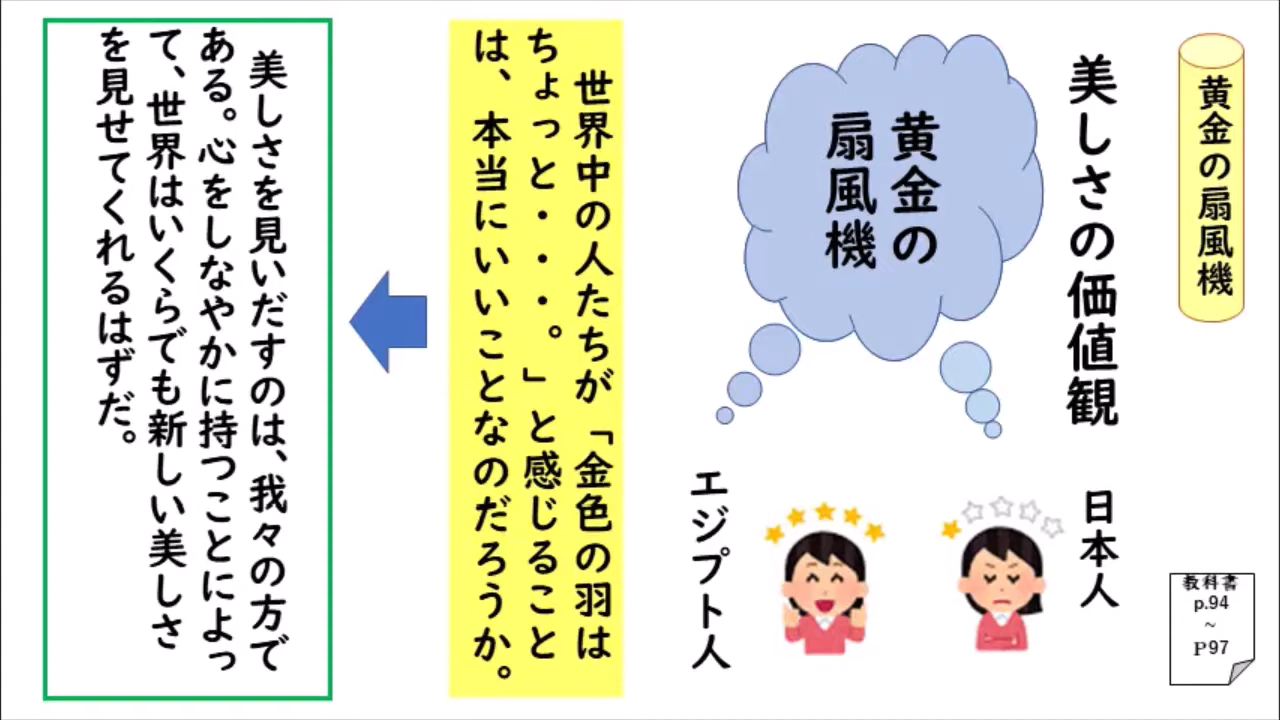 黄金の扇風機
美しさの価値観
黄金の
扇風機
日本人
エジプト人
世界中の人たちが「金色の羽は
ちょっと・・・。」と感じること
は、本当にいいことなのだろうか。
美しさを見いだすのは、我々の方で
ある。心をしなやかに持つことによっ
て、世界はいくらでも新しい美しさ
を見せてくれるはずだ。
教科書
p.94
~
P97